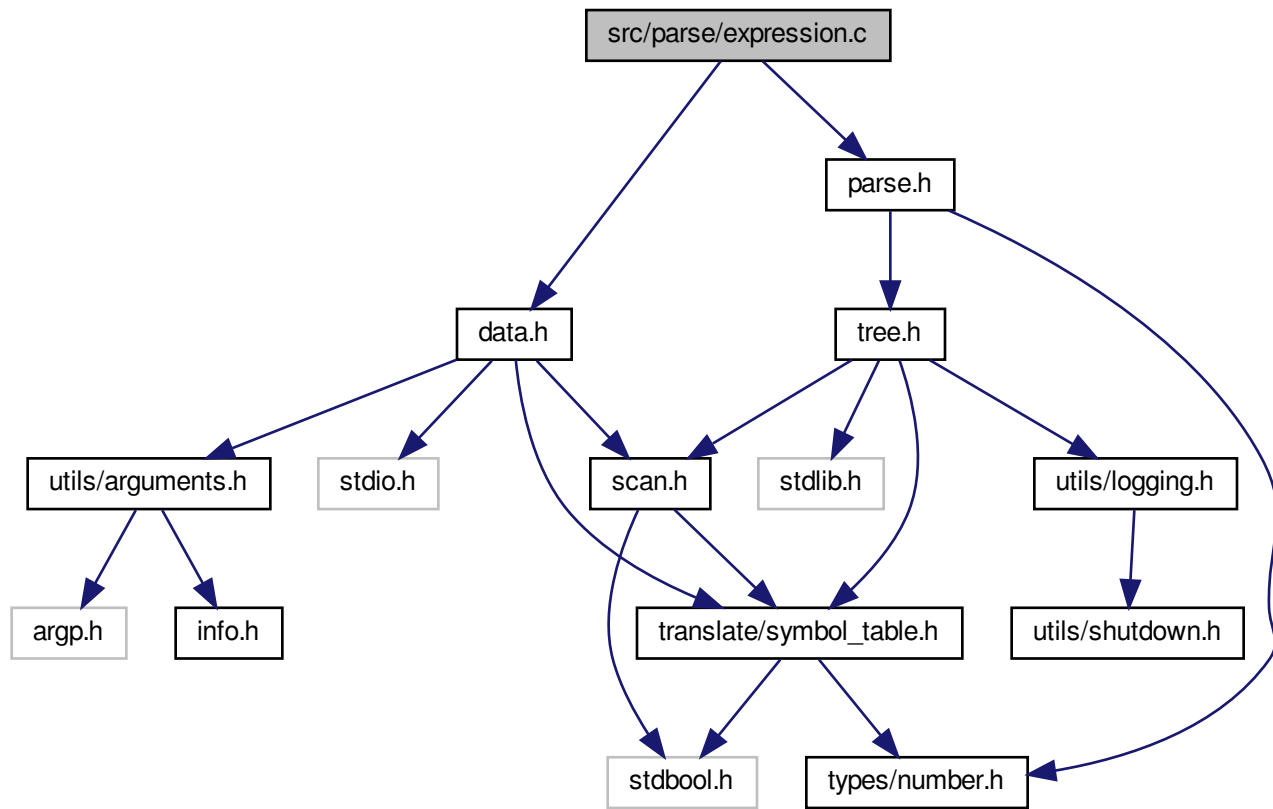 src/parse/expression.c
parse.h
data.h
tree.h
utils/arguments.h
stdio.h
scan.h
stdlib.h
utils/logging.h
argp.h
info.h
translate/symbol_table.h
utils/shutdown.h
stdbool.h
types/number.h